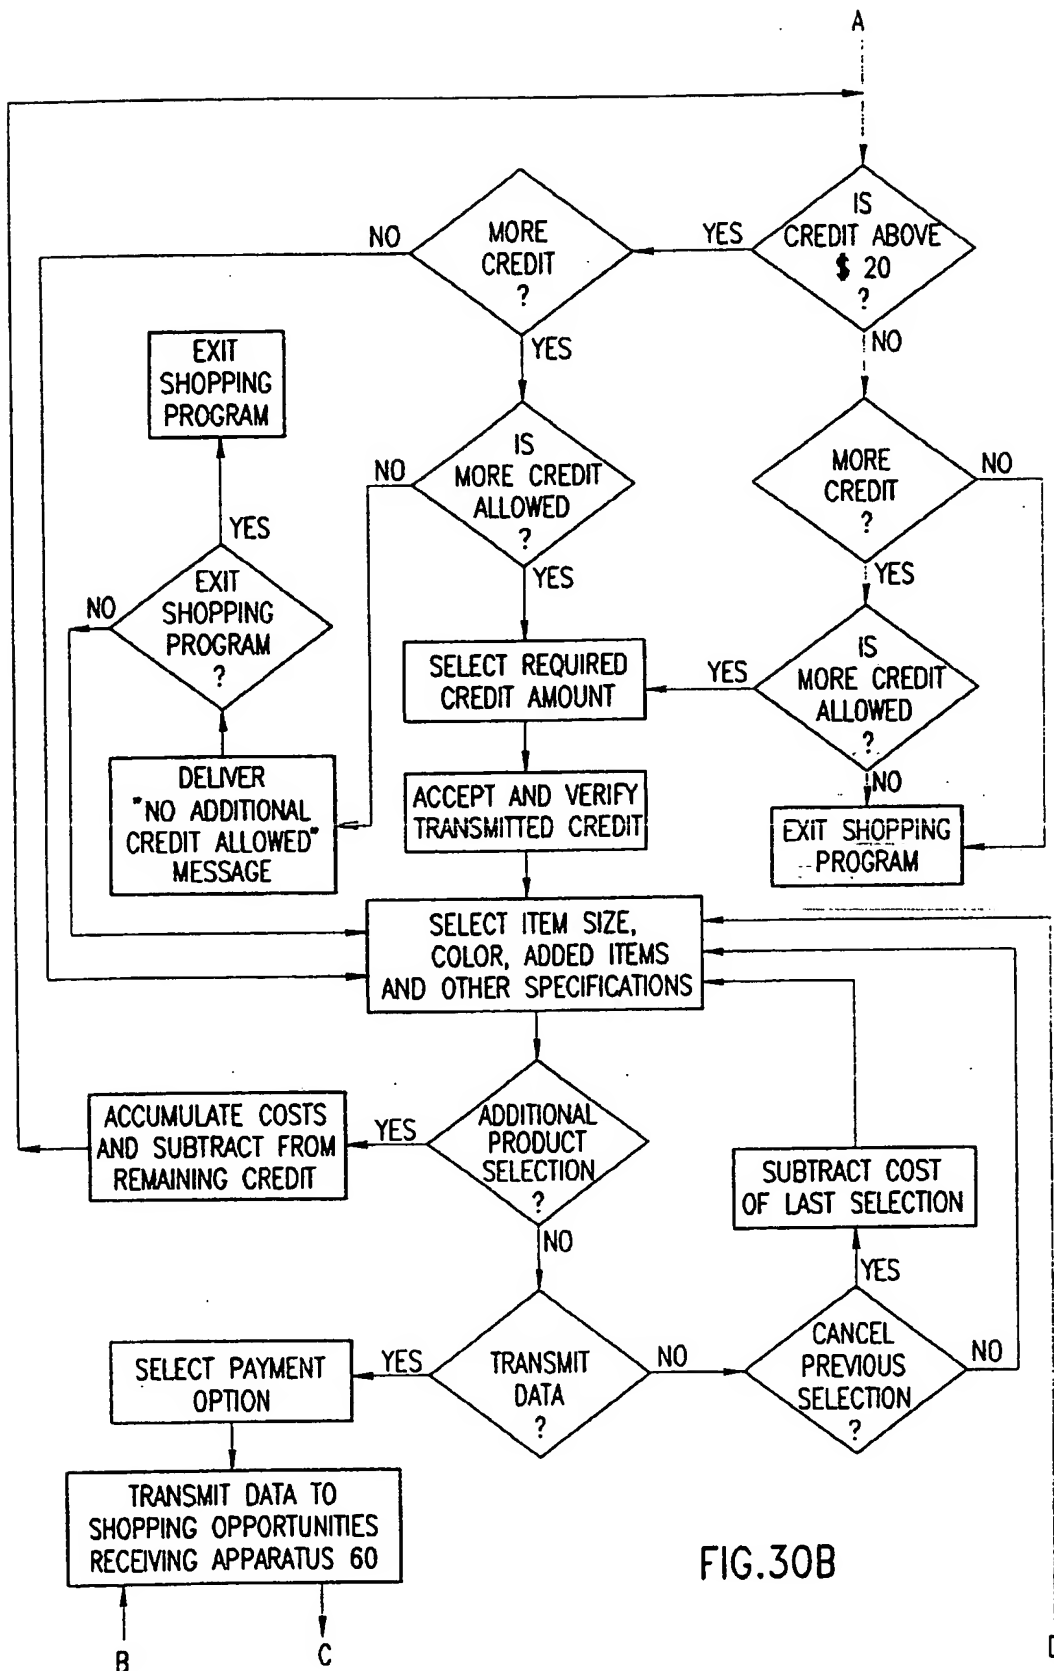 A
IS
CREDIT ABOVE
$ 20
?
YES
NO
MORE
CREDIT
?
NO
YES
EXIT
SHOPPING
PROGRAM
IS
MORE CREDIT
ALLOWED
?
NO
YES
MORE
CREDIT
?
NO
YES
YES
EXIT
SHOPPING
PROGRAM
?
NO
SELECT REQUIRED
CREDIT AMOUNT
YES
IS
MORE CREDIT
ALLOWED
?
NO
DELIVER
"NO ADDITIONAL
CREDIT ALLOWED"
MESSAGE
ACCEPT AND VERIFY
TRANSMITTED CREDIT
EXIT SHOPPING
PROGRAM
SELECT ITEM SIZE,
COLOR, ADDED ITEMS
AND OTHER SPECIFICATIONS
ACCUMULATE COSTS
AND SUBTRACT FROM
REMAINING CREDIT
YES
ADDITIONAL
PRODUCT
SELECTION
?
NO
SUBTRACT COST
OF LAST SELECTION
YES
SELECT PAYMENT
OPTION
YES
TRANSMIT
DATA
?
NO
CANCEL
PREVIOUS
SELECTION
?
NO
TRANSMIT DATA TO
SHOPPING OPPORTUNITIES
RECEIVING APPARATUS 60
FIG.30B
B
C